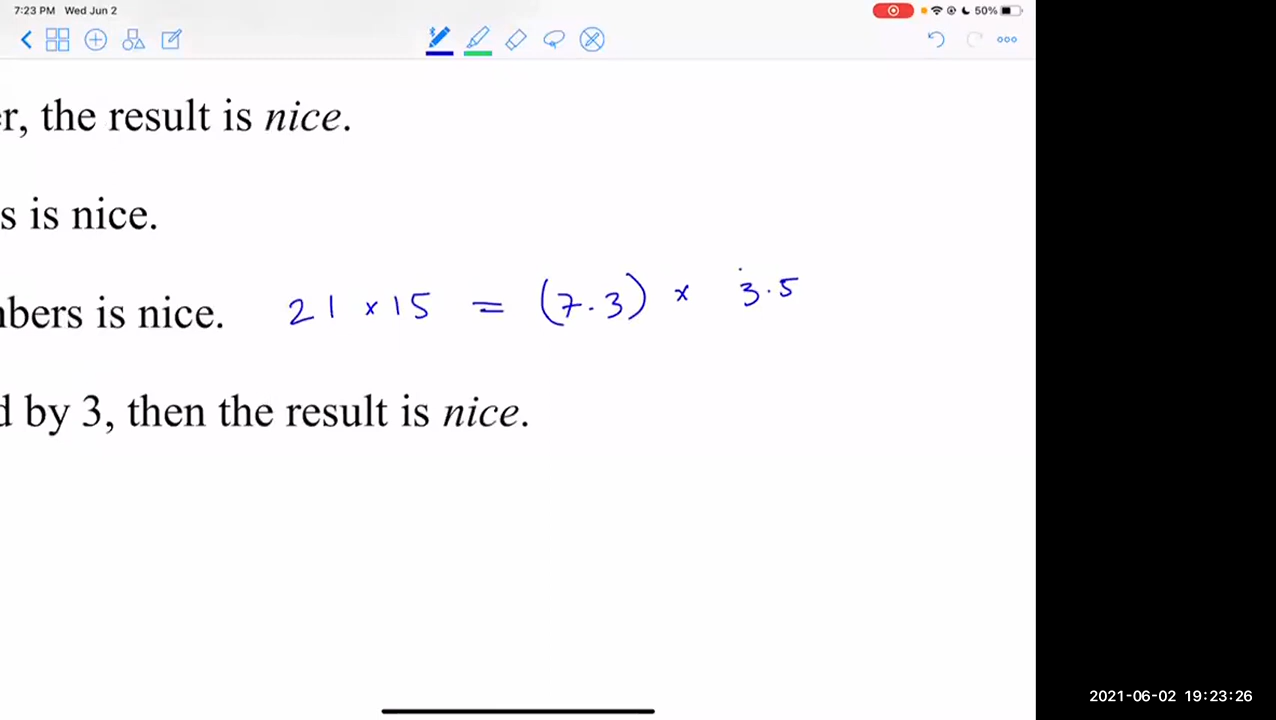 7:23 PM Wed Jun 2
50%
r, the result is nice.
s is nice.
nbers is nice. 21 × 15 = (7.3) × 3.5
d by 3, then the result is nice.
2021-06-02 19:23:26